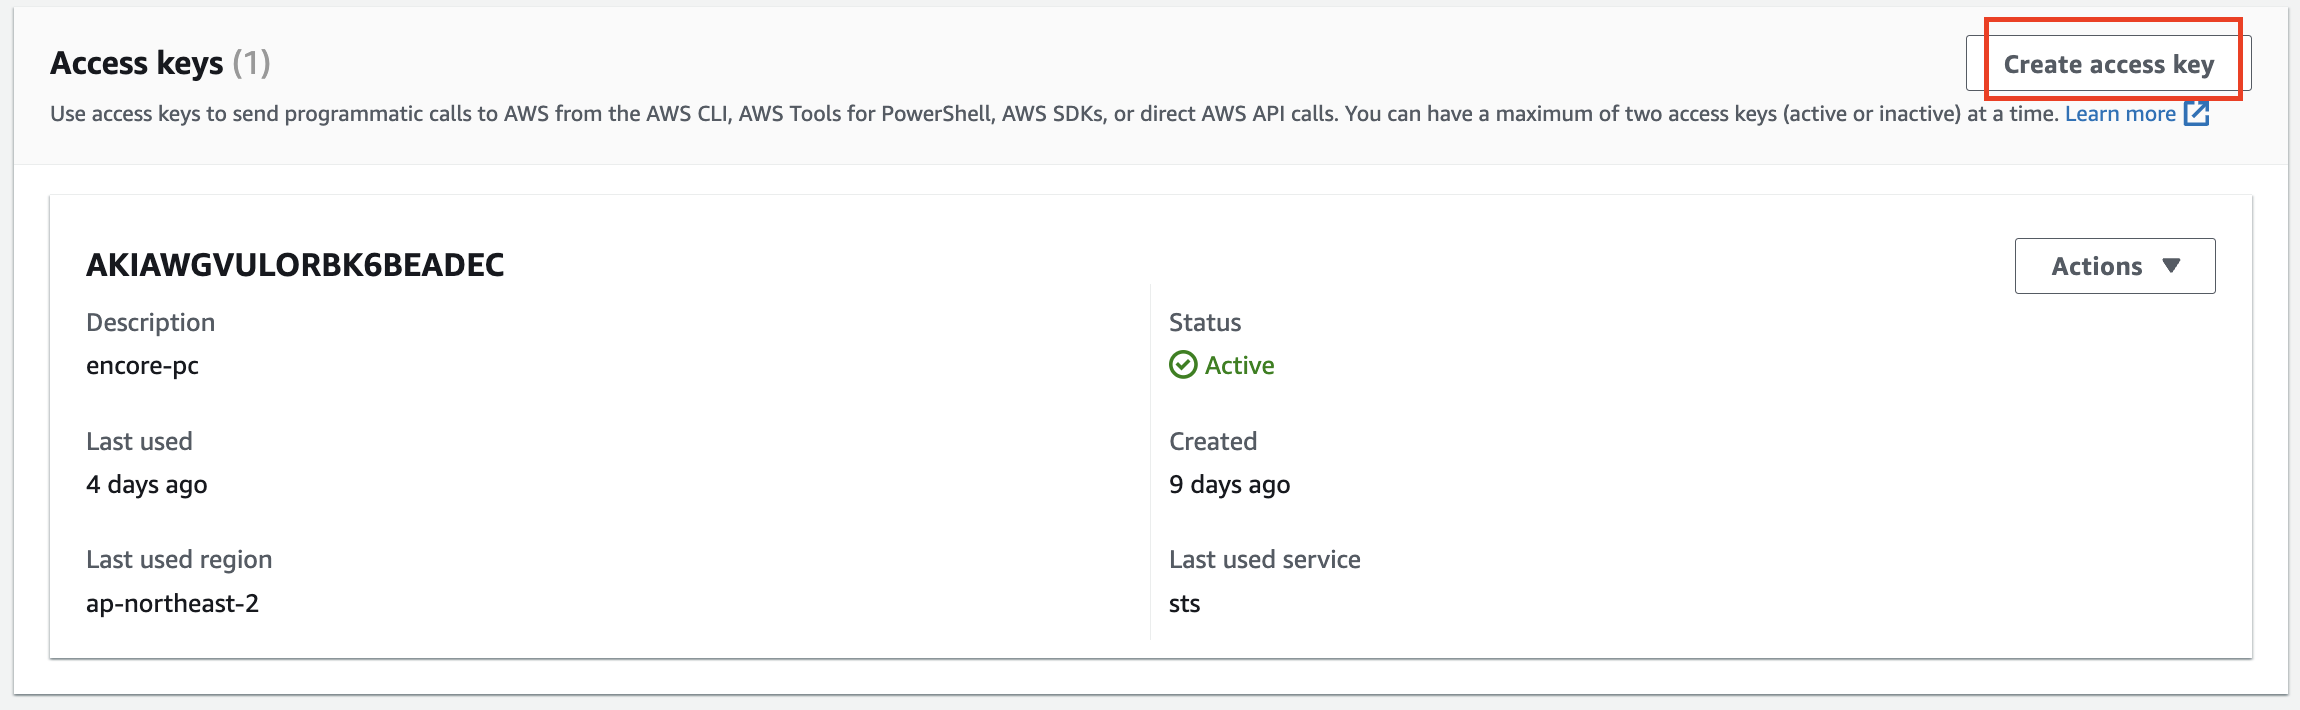 Access keys (1)
Create access key
Use access keys to send programmatic calls to AWS from the AWS CLI, AWS Tools for PowerShell, AWS SDKs, or direct AWS API calls. You can have a maximum of two access keys (active or inactive) at a time. Learn more
AKIAWGVULORBK6BEADEC
Actions
Description
encore-pc
Status
Active
Last used
4 days ago
Created
9 days ago
Last used region
ap-northeast-2
Last used service
sts